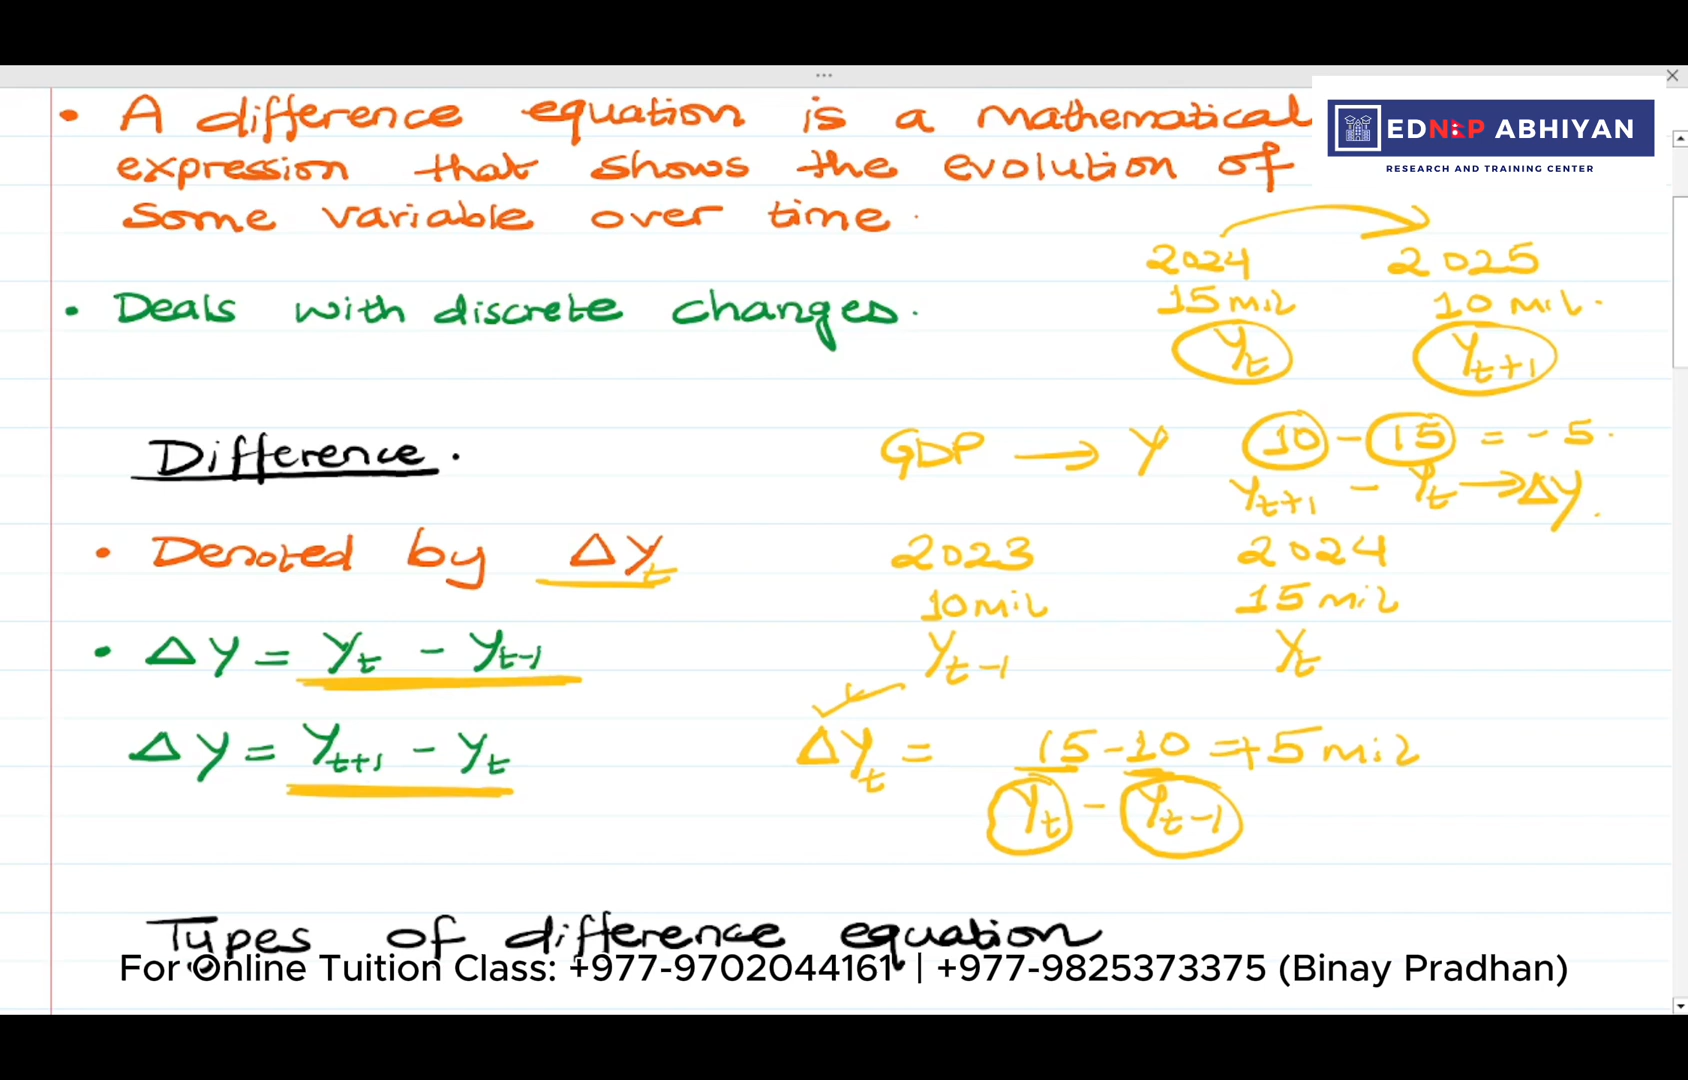 • A difference equation is a mathematical
expression that shows the evolution of
some variable over time.
EDNEP ABHIYAN
RESEARCH AND TRAINING CENTER
• Deals with discrete changes.
2024 2025
15 mil 10 mil.
Yt Yt+1
Difference.
GDP → Y
10 - 15 = - 5.
Yt+1 - Yt → ΔY.
• Denoted by ΔYt
2023 2024
10 mil 15 mil
Yt-1 Yt
• ΔY = Yt - Yt-1
ΔY = Yt+1 - Yt
ΔYt = 15-10 = +5 mil
Yt - Yt-1
Types of difference equation
For Online Tuition Class: +977-9702044161 | +977-9825373375 (Binay Pradhan)